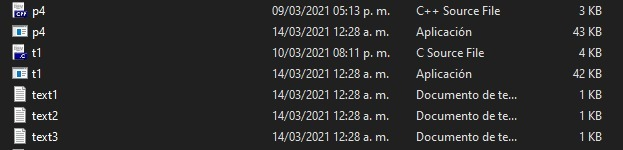 p4 09/03/2021 05:13 p. m. C++ Source File 3 KB
p4 14/03/2021 12:28 a. m. Aplicación 43 KB
t1 10/03/2021 08:11 p. m. C Source File 4 KB
t1 14/03/2021 12:28 a. m. Aplicación 42 KB
text1 14/03/2021 12:28 a. m. Documento de te... 1 KB
text2 14/03/2021 12:28 a. m. Documento de te... 1 KB
text3 14/03/2021 12:28 a. m. Documento de te... 1 KB